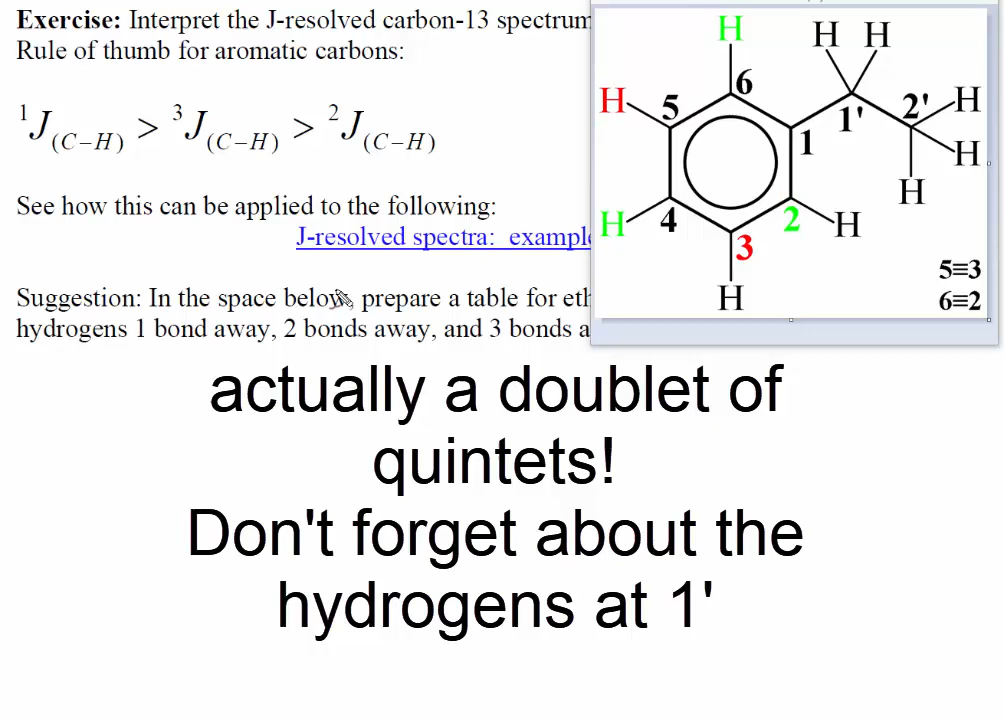 Exercise: Interpret the J-resolved carbon-13 spectrum
Rule of thumb for aromatic carbons:
1J(C-H) > 3J(C-H) > 2J(C-H)
See how this can be applied to the following:
J-resolved spectra: example
Suggestion: In the space below, prepare a table for eth
hydrogens 1 bond away, 2 bonds away, and 3 bonds a
H H H
6
H 5 1' 2' H
1 H
H
H 4 2 H
3
H
5≡3
6≡2
actually a doublet of
quintets!
Don't forget about the
hydrogens at 1'